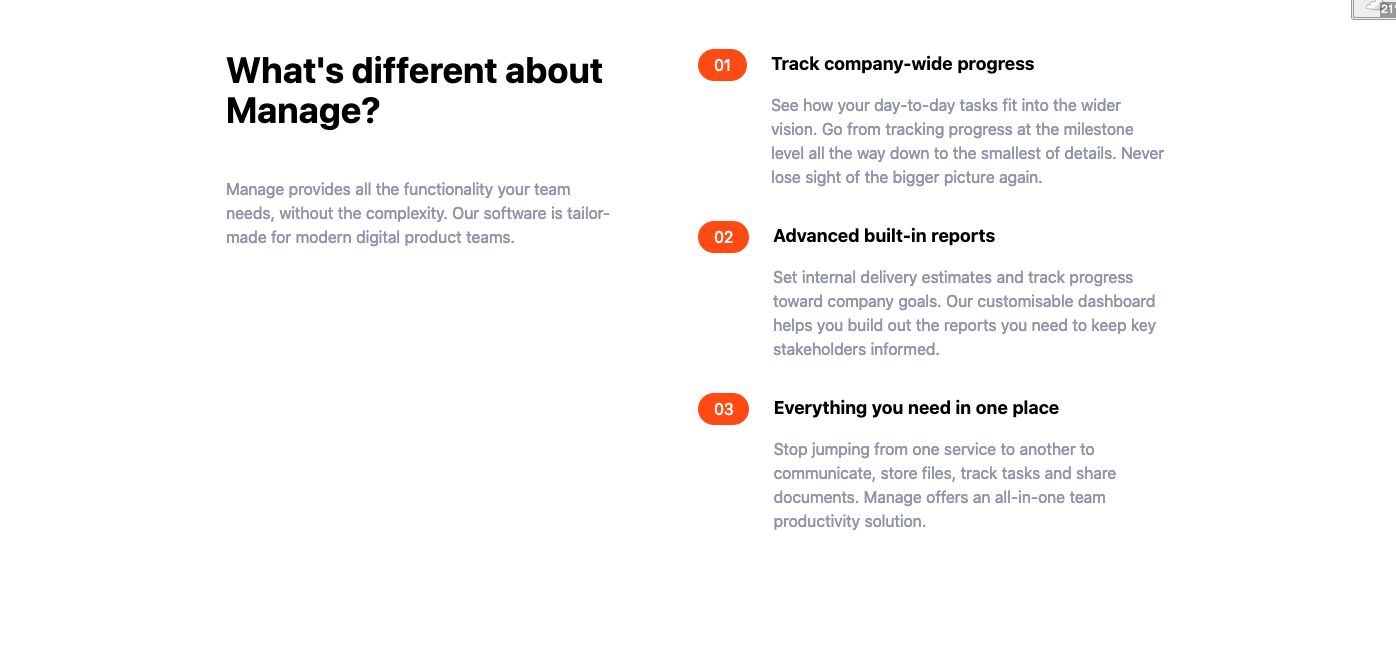 What's different about
Manage?
Manage provides all the functionality your team
needs, without the complexity. Our software is tailor-
made for modern digital product teams.
01
Track company-wide progress
See how your day-to-day tasks fit into the wider
vision. Go from tracking progress at the milestone
level all the way down to the smallest of details. Never
lose sight of the bigger picture again.
02
Advanced built-in reports
Set internal delivery estimates and track progress
toward company goals. Our customisable dashboard
helps you build out the reports you need to keep key
stakeholders informed.
03
Everything you need in one place
Stop jumping from one service to another to
communicate, store files, track tasks and share
documents. Manage offers an all-in-one team
productivity solution.